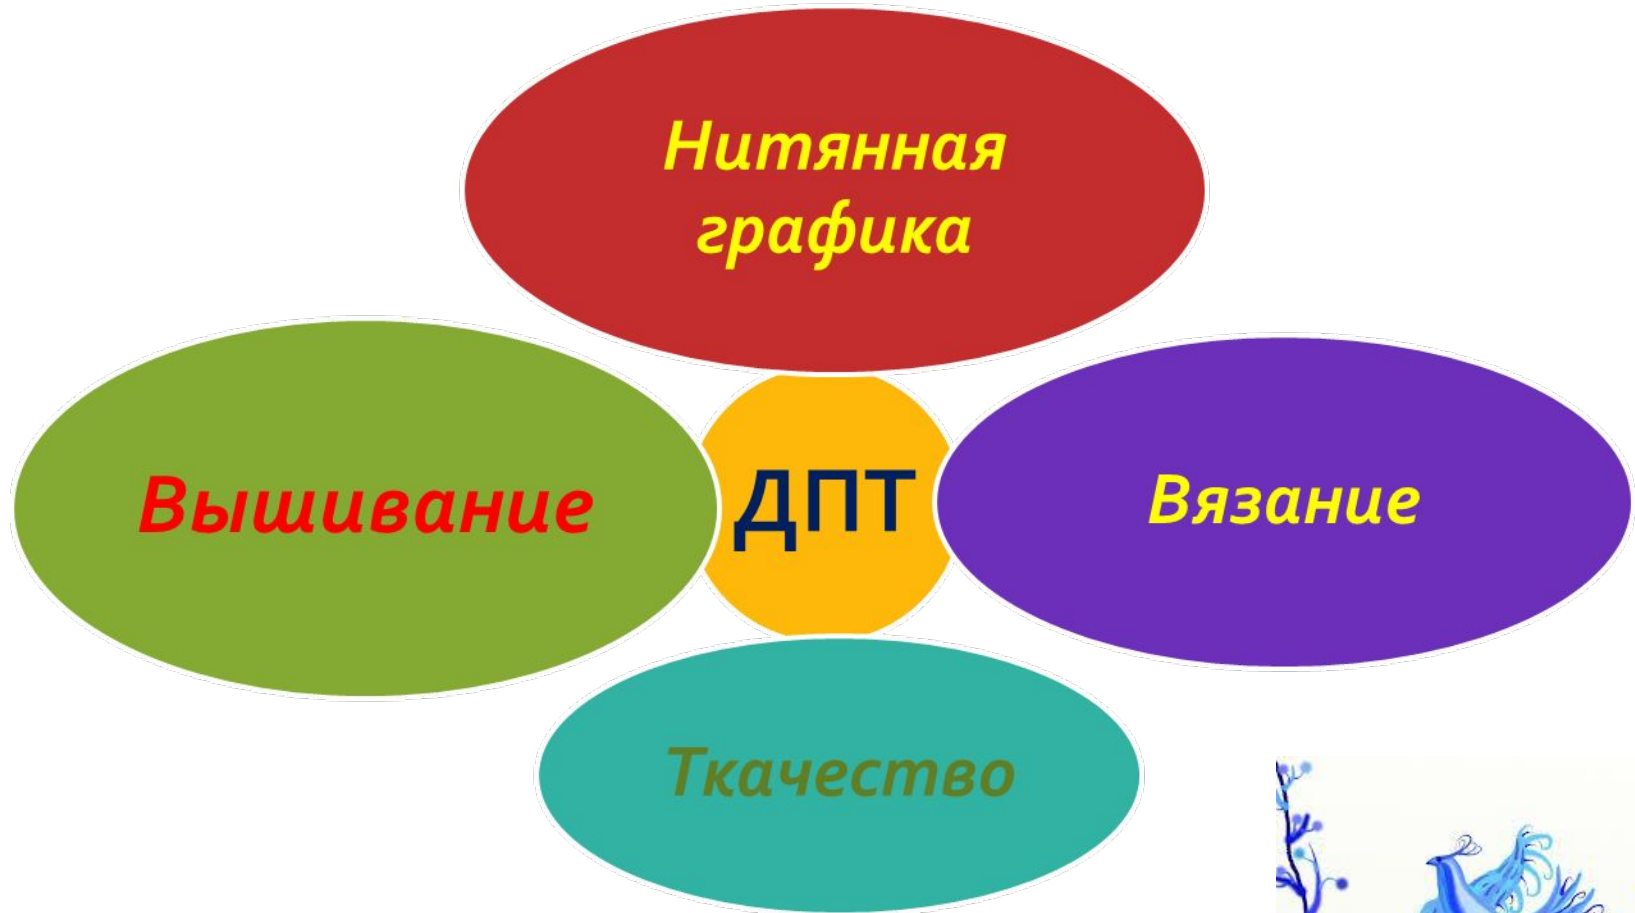 Нитянная
графика
Вышивание
ДПТ
Вязание
Ткачество